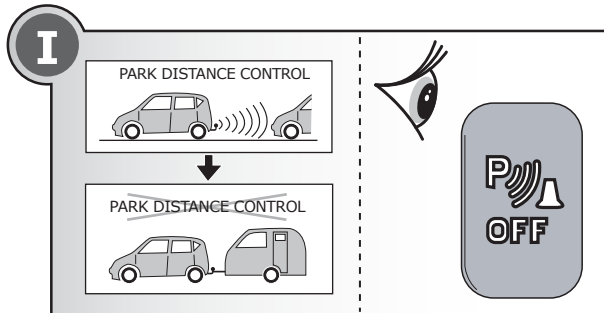 I
PARK DISTANCE CONTROL
PARK DISTANCE CONTROL
P
OFF